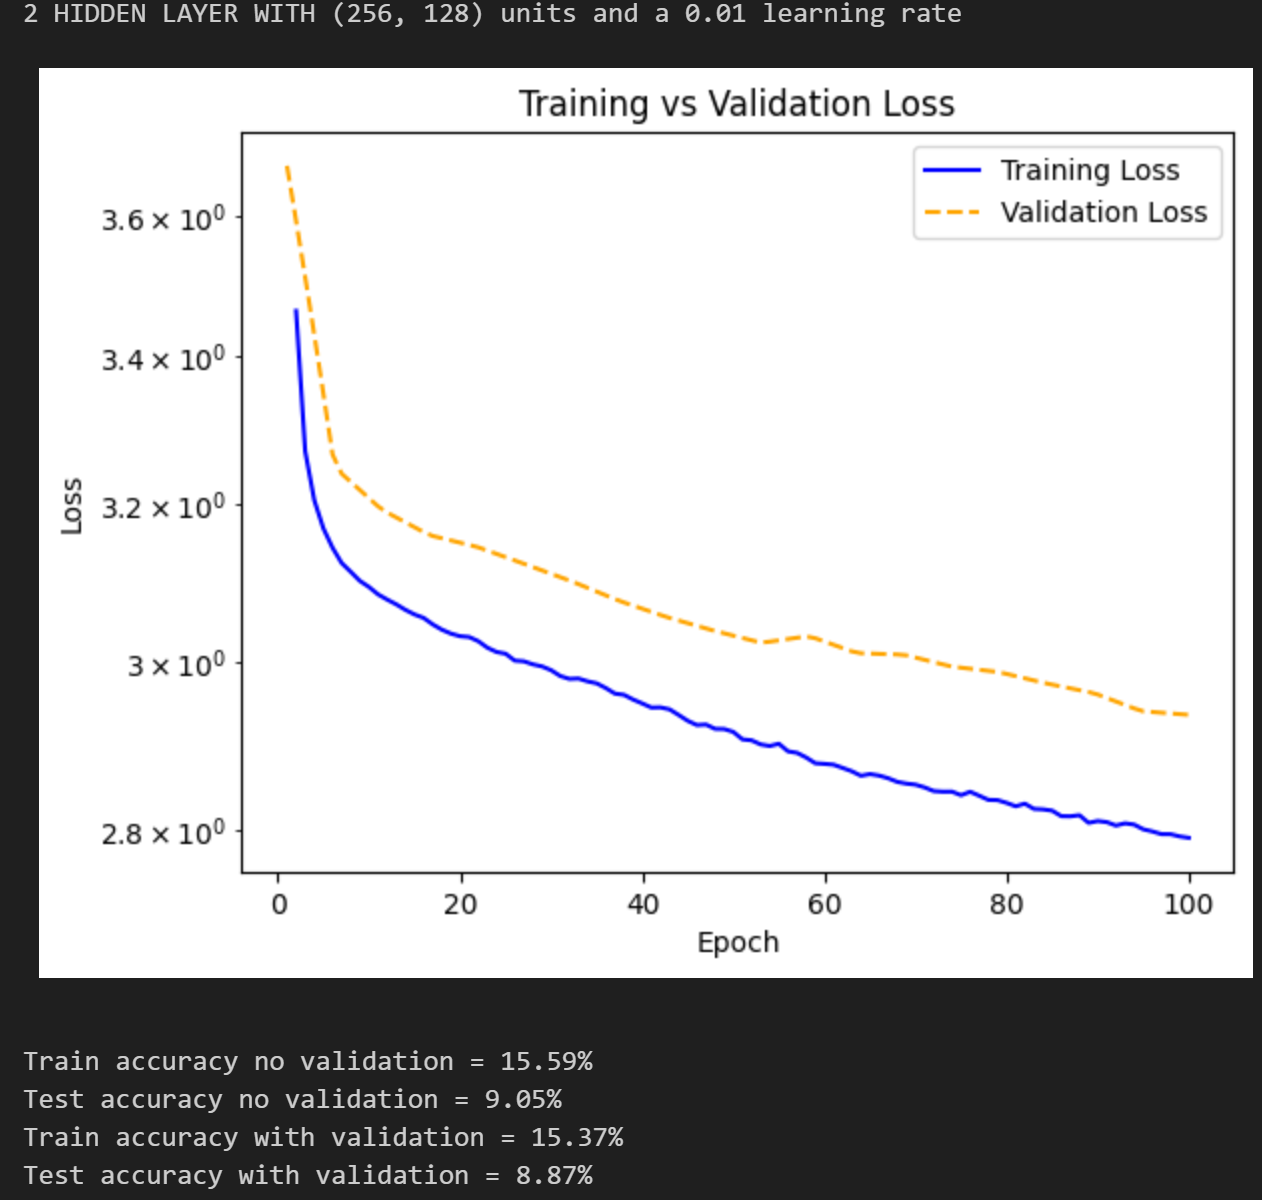 2 HIDDEN LAYER WITH (256, 128) units and a 0.01 learning rate
Training vs Validation Loss
Training Loss
Validation Loss
3.6 × 10⁰
3.4 × 10⁰
3.2 × 10⁰
3 × 10⁰
2.8 × 10⁰
Loss
0 20 40 60 80 100
Epoch
Train accuracy no validation = 15.59%
Test accuracy no validation = 9.05%
Train accuracy with validation = 15.37%
Test accuracy with validation = 8.87%